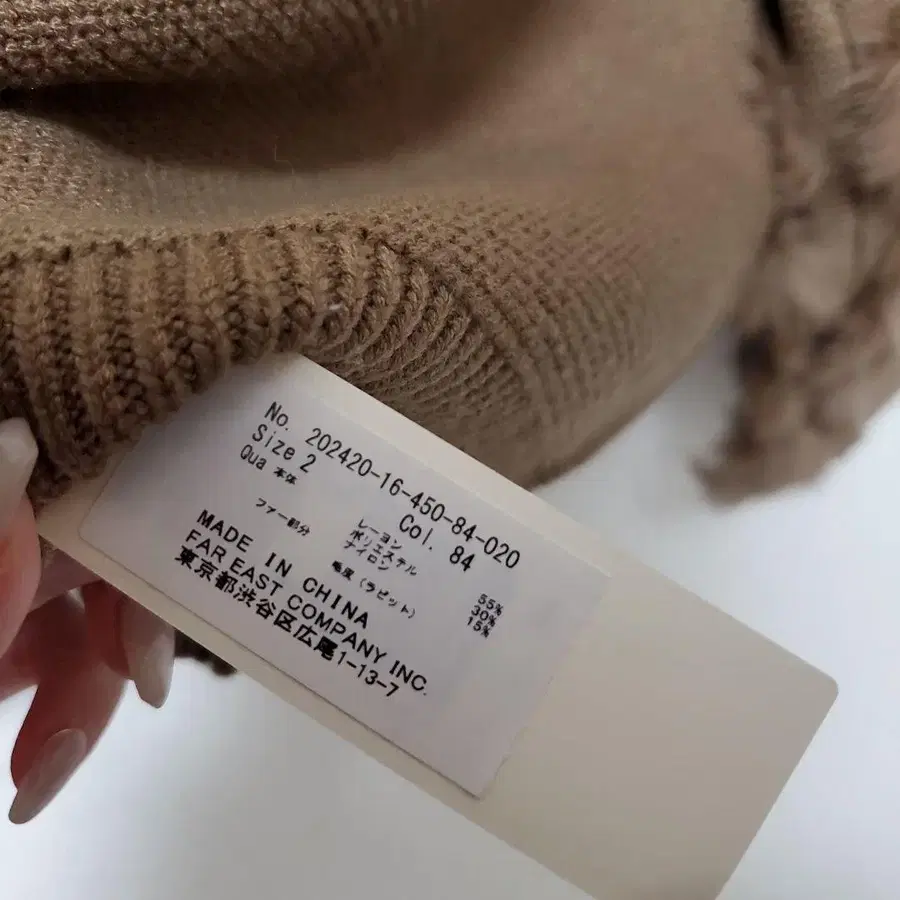 No. 202420-16-450-84-020
Size 2 Col. 84
Qua 本体 レーヨン 55%
ポリエステル 30%
ナイロン 15%
ファー部分 毛皮(ラビット)
MADE IN CHINA
FAR EAST COMPANY INC.
東京都渋谷区広尾1-13-7